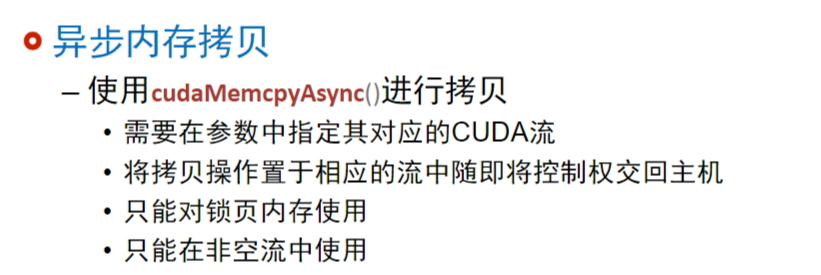 异步内存拷贝
– 使用cudaMemcpyAsync()进行拷贝
• 需要在参数中指定其对应的CUDA流
• 将拷贝操作置于相应的流中随即将控制权交回主机
• 只能对锁页内存使用
• 只能在非空流中使用